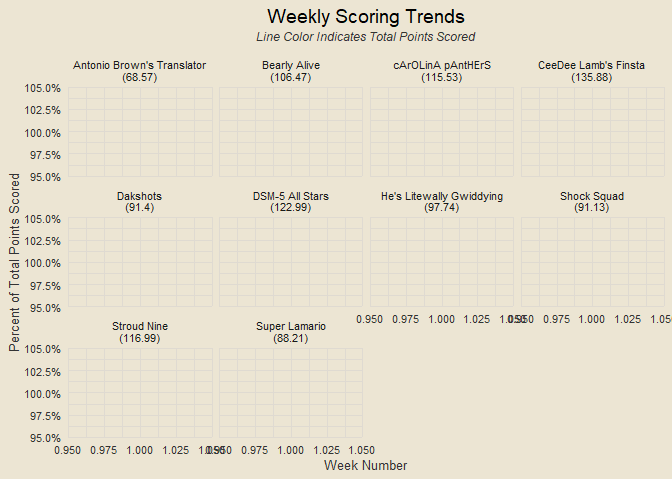 Weekly Scoring Trends
Line Color Indicates Total Points Scored
Antonio Brown's Translator
(68.57)
Bearly Alive
(106.47)
cArOLinA pAntHErS
(115.53)
CeeDee Lamb's Finsta
(135.88)
105.0%
102.5%
100.0%
97.5%
95.0%
Dakshots
(91.4)
DSM-5 All Stars
(122.99)
He's Litewally Gwiddying
(97.74)
Shock Squad
(91.13)
105.0%
102.5%
100.0%
97.5%
95.0%
0.950 0.975 1.000 1.025 1.050
0.950 0.975 1.000 1.025 1.050
Stroud Nine
(116.99)
Super Lamario
(88.21)
105.0%
102.5%
100.0%
97.5%
95.0%
0.950 0.975 1.000 1.025 1.050
0.950 0.975 1.000 1.025 1.050
Week Number
Percent of Total Points Scored